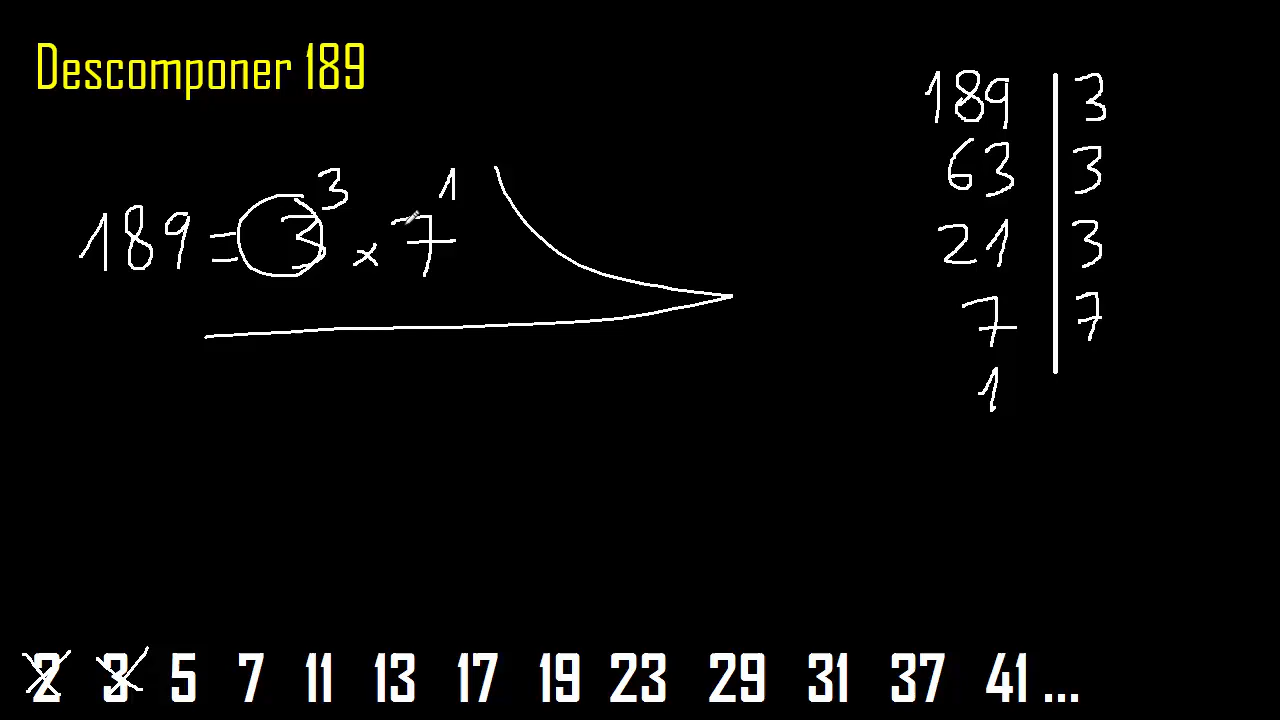 Descomponer 189
189 = 3³ × 7¹
189 | 3
63 | 3
21 | 3
7 | 7
1
2 3 5 7 11 13 17 19 23 29 31 37 41 ...